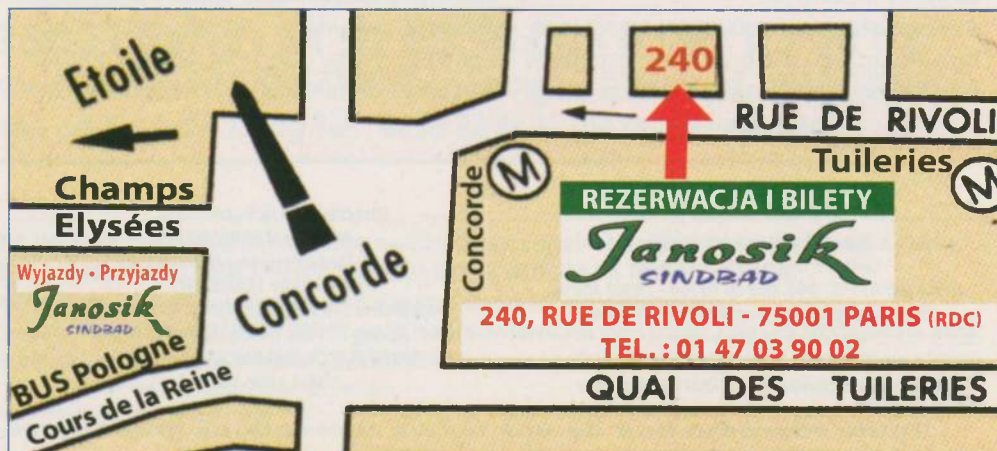 Etoile
Champs
Elysées
Wyjazdy • Przyjazdy
Janosik
SINDBAD
BUS Pologne
Cours de la Reine
Concorde
240
RUE DE RIVOLI
Concorde
M
Tuileries
M
REZERWACJA I BILETY
Janosik
SINDBAD
240, RUE DE RIVOLI - 75001 PARIS (RDC)
TEL. : 01 47 03 90 02
QUAI DES TUILERIES